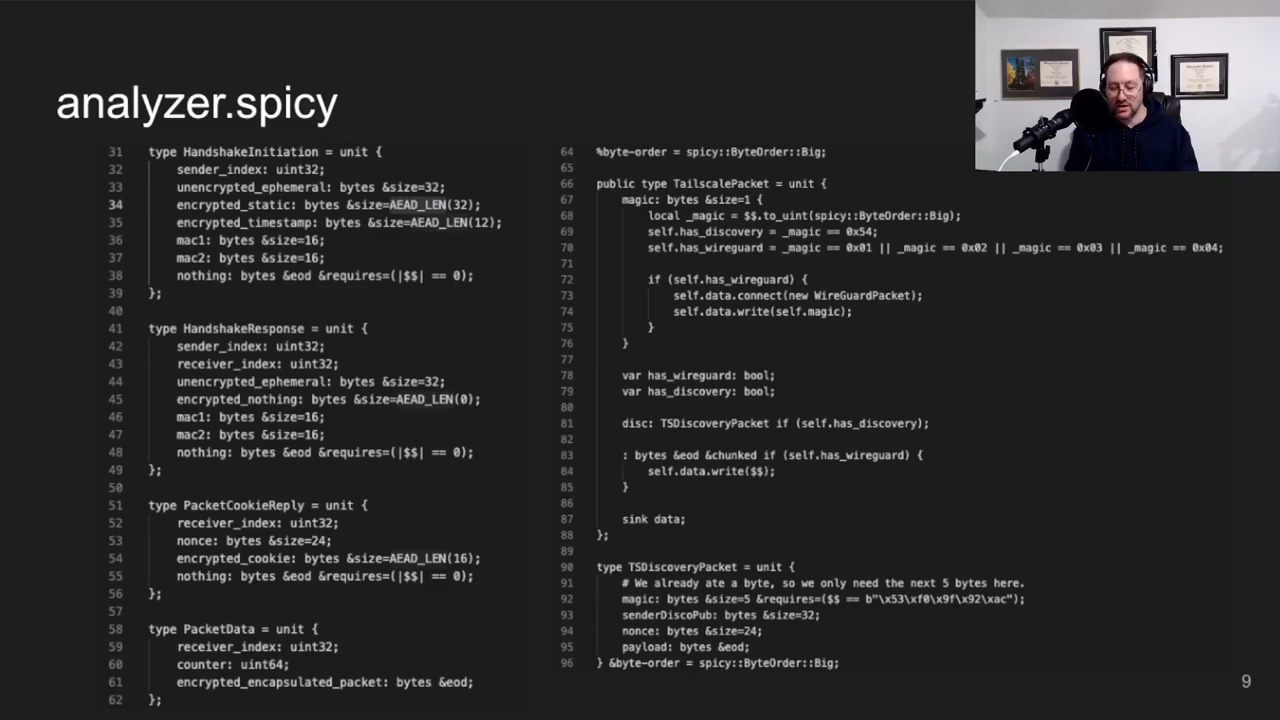 analyzer.spicy
31 type HandshakeInitiation = unit {
32 sender_index: uint32;
33 unencrypted_ephemeral: bytes &size=32;
34 encrypted_static: bytes &size=AEAD_LEN(32);
35 encrypted_timestamp: bytes &size=AEAD_LEN(12);
36 mac1: bytes &size=16;
37 mac2: bytes &size=16;
38 nothing: bytes &eod &requires=(|$$| == 0);
39 };
40
41 type HandshakeResponse = unit {
42 sender_index: uint32;
43 receiver_index: uint32;
44 unencrypted_ephemeral: bytes &size=32;
45 encrypted_nothing: bytes &size=AEAD_LEN(0);
46 mac1: bytes &size=16;
47 mac2: bytes &size=16;
48 nothing: bytes &eod &requires=(|$$| == 0);
49 };
50
51 type PacketCookieReply = unit {
52 receiver_index: uint32;
53 nonce: bytes &size=24;
54 encrypted_cookie: bytes &size=AEAD_LEN(16);
55 nothing: bytes &eod &requires=(|$$| == 0);
56 };
57
58 type PacketData = unit {
59 receiver_index: uint32;
60 counter: uint64;
61 encrypted_encapsulated_packet: bytes &eod;
62 };
64 %byte-order = spicy::ByteOrder::Big;
65
66 public type TailscalePacket = unit {
67 magic: bytes &size=1 {
68 local _magic = $$.to_uint(spicy::ByteOrder::Big);
69 self.has_discovery = _magic == 0x54;
70 self.has_wireguard = _magic == 0x01 || _magic == 0x02 || _magic == 0x03 || _magic == 0x04;
71
72 if (self.has_wireguard) {
73 self.data.connect(new WireGuardPacket);
74 self.data.write(self.magic);
75 }
76 }
77
78 var has_wireguard: bool;
79 var has_discovery: bool;
80
81 disc: TSDiscoveryPacket if (self.has_discovery);
82
83 : bytes &eod &chunked if (self.has_wireguard) {
84 self.data.write($$);
85 }
86
87 sink data;
88 };
89
90 type TSDiscoveryPacket = unit {
91 # We already ate a byte, so we only need the next 5 bytes here.
92 magic: bytes &size=5 &requires=($$ == b"\x53\xf0\x9f\x92\xac");
93 senderDiscoPub: bytes &size=32;
94 nonce: bytes &size=24;
95 payload: bytes &eod;
96 } &byte-order = spicy::ByteOrder::Big;
9